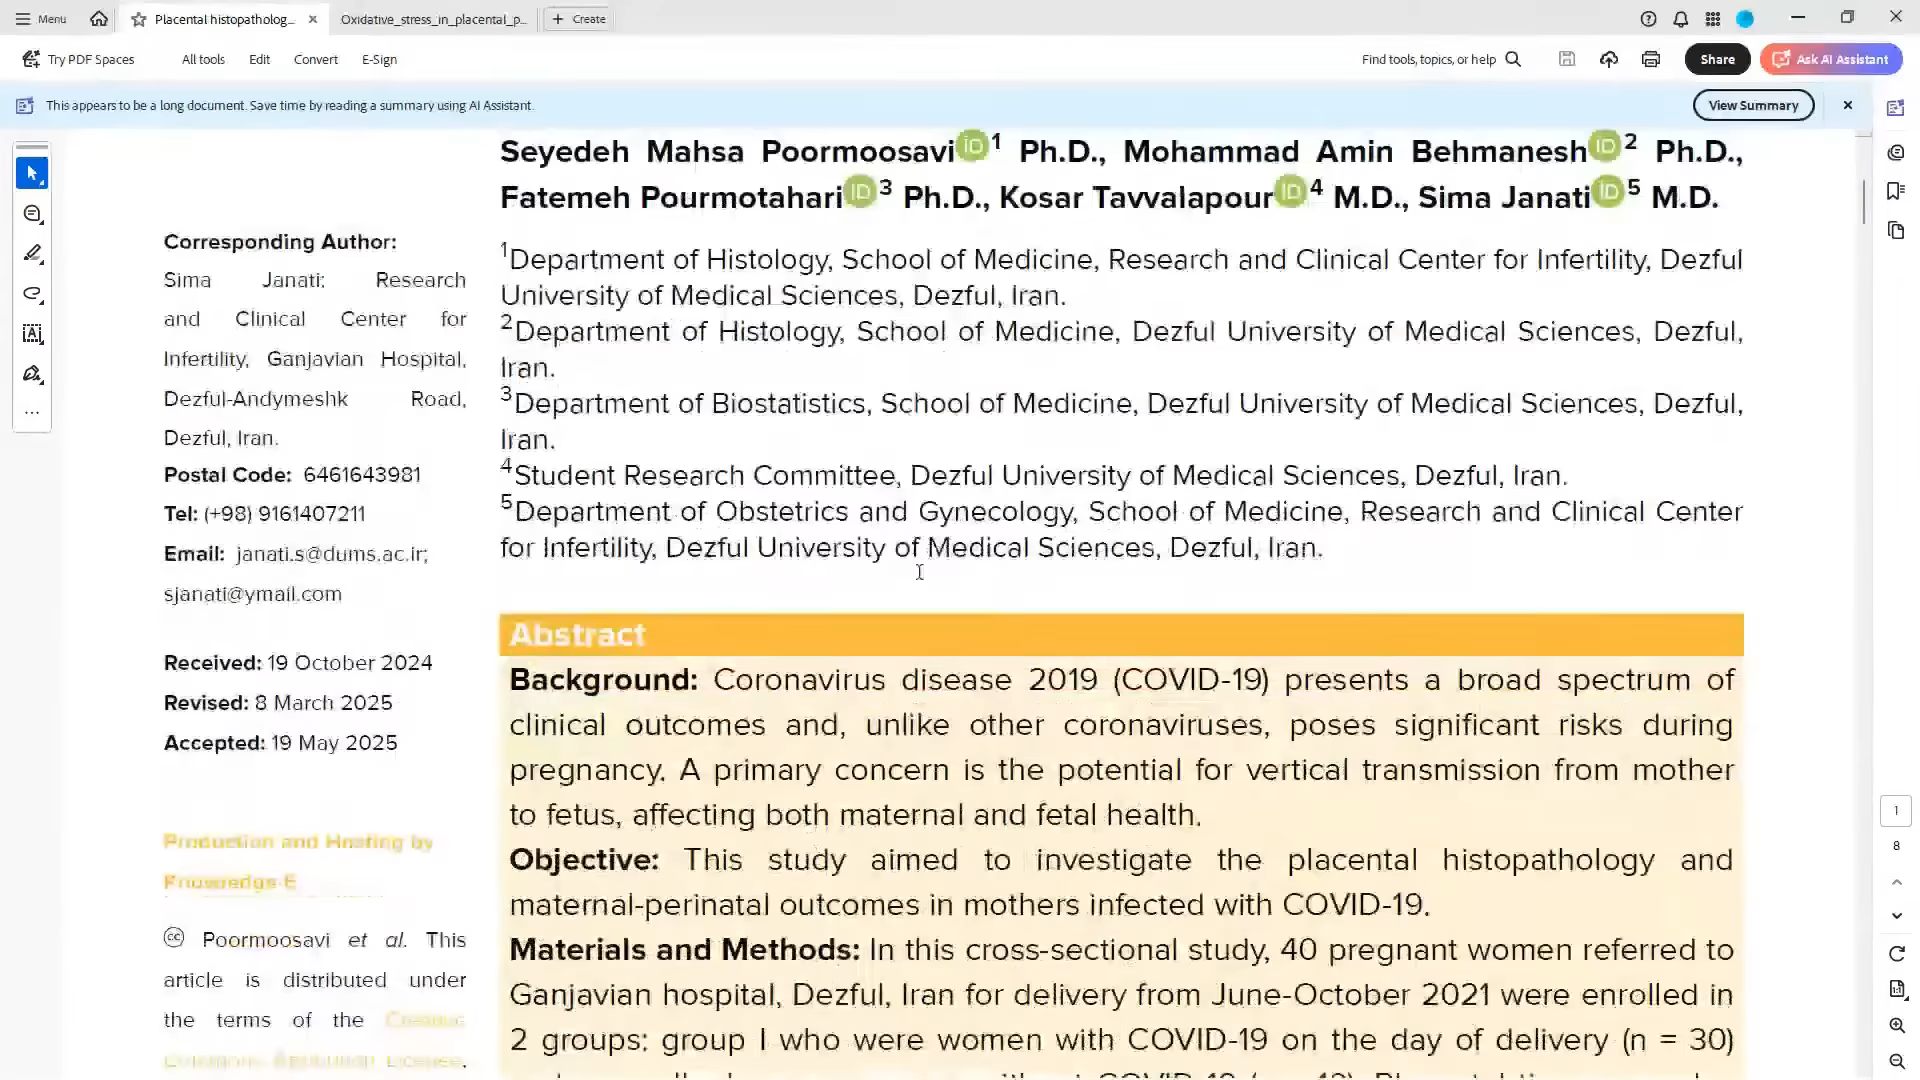 Menu
Placental histopatholog...
Oxidative_stress_in_placental_p...
Create
Try PDF Spaces
All tools
Edit
Convert
E-Sign
Find tools, topics, or help
Share
Ask AI Assistant
This appears to be a long document. Save time by reading a summary using AI Assistant.
View Summary
Seyedeh Mahsa Poormoosavi iD 1 Ph.D., Mohammad Amin Behmanesh iD 2 Ph.D.,
Fatemeh Pourmotahari iD 3 Ph.D., Kosar Tavvalapour iD 4 M.D., Sima Janati iD 5 M.D.
Corresponding Author:
Sima Janati; Research
and Clinical Center for
Infertility, Ganjavian Hospital,
Dezful-Andymeshk Road,
Dezful, Iran.
Postal Code: 6461643981
Tel: (+98) 9161407211
Email: janati.s@dums.ac.ir;
sjanati@ymail.com
Received: 19 October 2024
Revised: 8 March 2025
Accepted: 19 May 2025
Production and Hosting by
Knowledge E
cc Poormoosavi et al. This
article is distributed under
the terms of the Creative
Commons Attribution License,
1Department of Histology, School of Medicine, Research and Clinical Center for Infertility, Dezful
University of Medical Sciences, Dezful, Iran.
2Department of Histology, School of Medicine, Dezful University of Medical Sciences, Dezful,
Iran.
3Department of Biostatistics, School of Medicine, Dezful University of Medical Sciences, Dezful,
Iran.
4Student Research Committee, Dezful University of Medical Sciences, Dezful, Iran.
5Department of Obstetrics and Gynecology, School of Medicine, Research and Clinical Center
for Infertility, Dezful University of Medical Sciences, Dezful, Iran.
Abstract
Background: Coronavirus disease 2019 (COVID-19) presents a broad spectrum of
clinical outcomes and, unlike other coronaviruses, poses significant risks during
pregnancy. A primary concern is the potential for vertical transmission from mother
to fetus, affecting both maternal and fetal health.
Objective: This study aimed to investigate the placental histopathology and
maternal-perinatal outcomes in mothers infected with COVID-19.
Materials and Methods: In this cross-sectional study, 40 pregnant women referred to
Ganjavian hospital, Dezful, Iran for delivery from June-October 2021 were enrolled in
2 groups: group I who were women with COVID-19 on the day of delivery (n = 30)
1
8